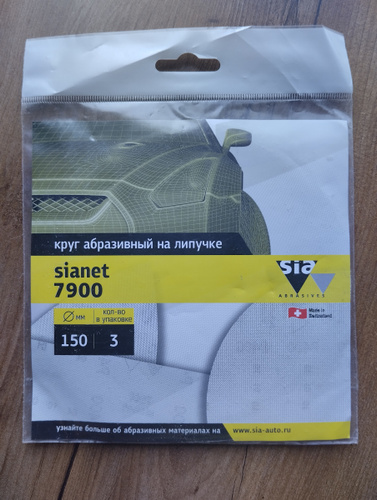 круг абразивный на липучке
sianet
7900
sia
ABRASIVES
Ø мм
кол-во
в упаковке
150
3
Made in
Switzerland
узнайте больше об абразивных материалах на
www.sia-auto.ru